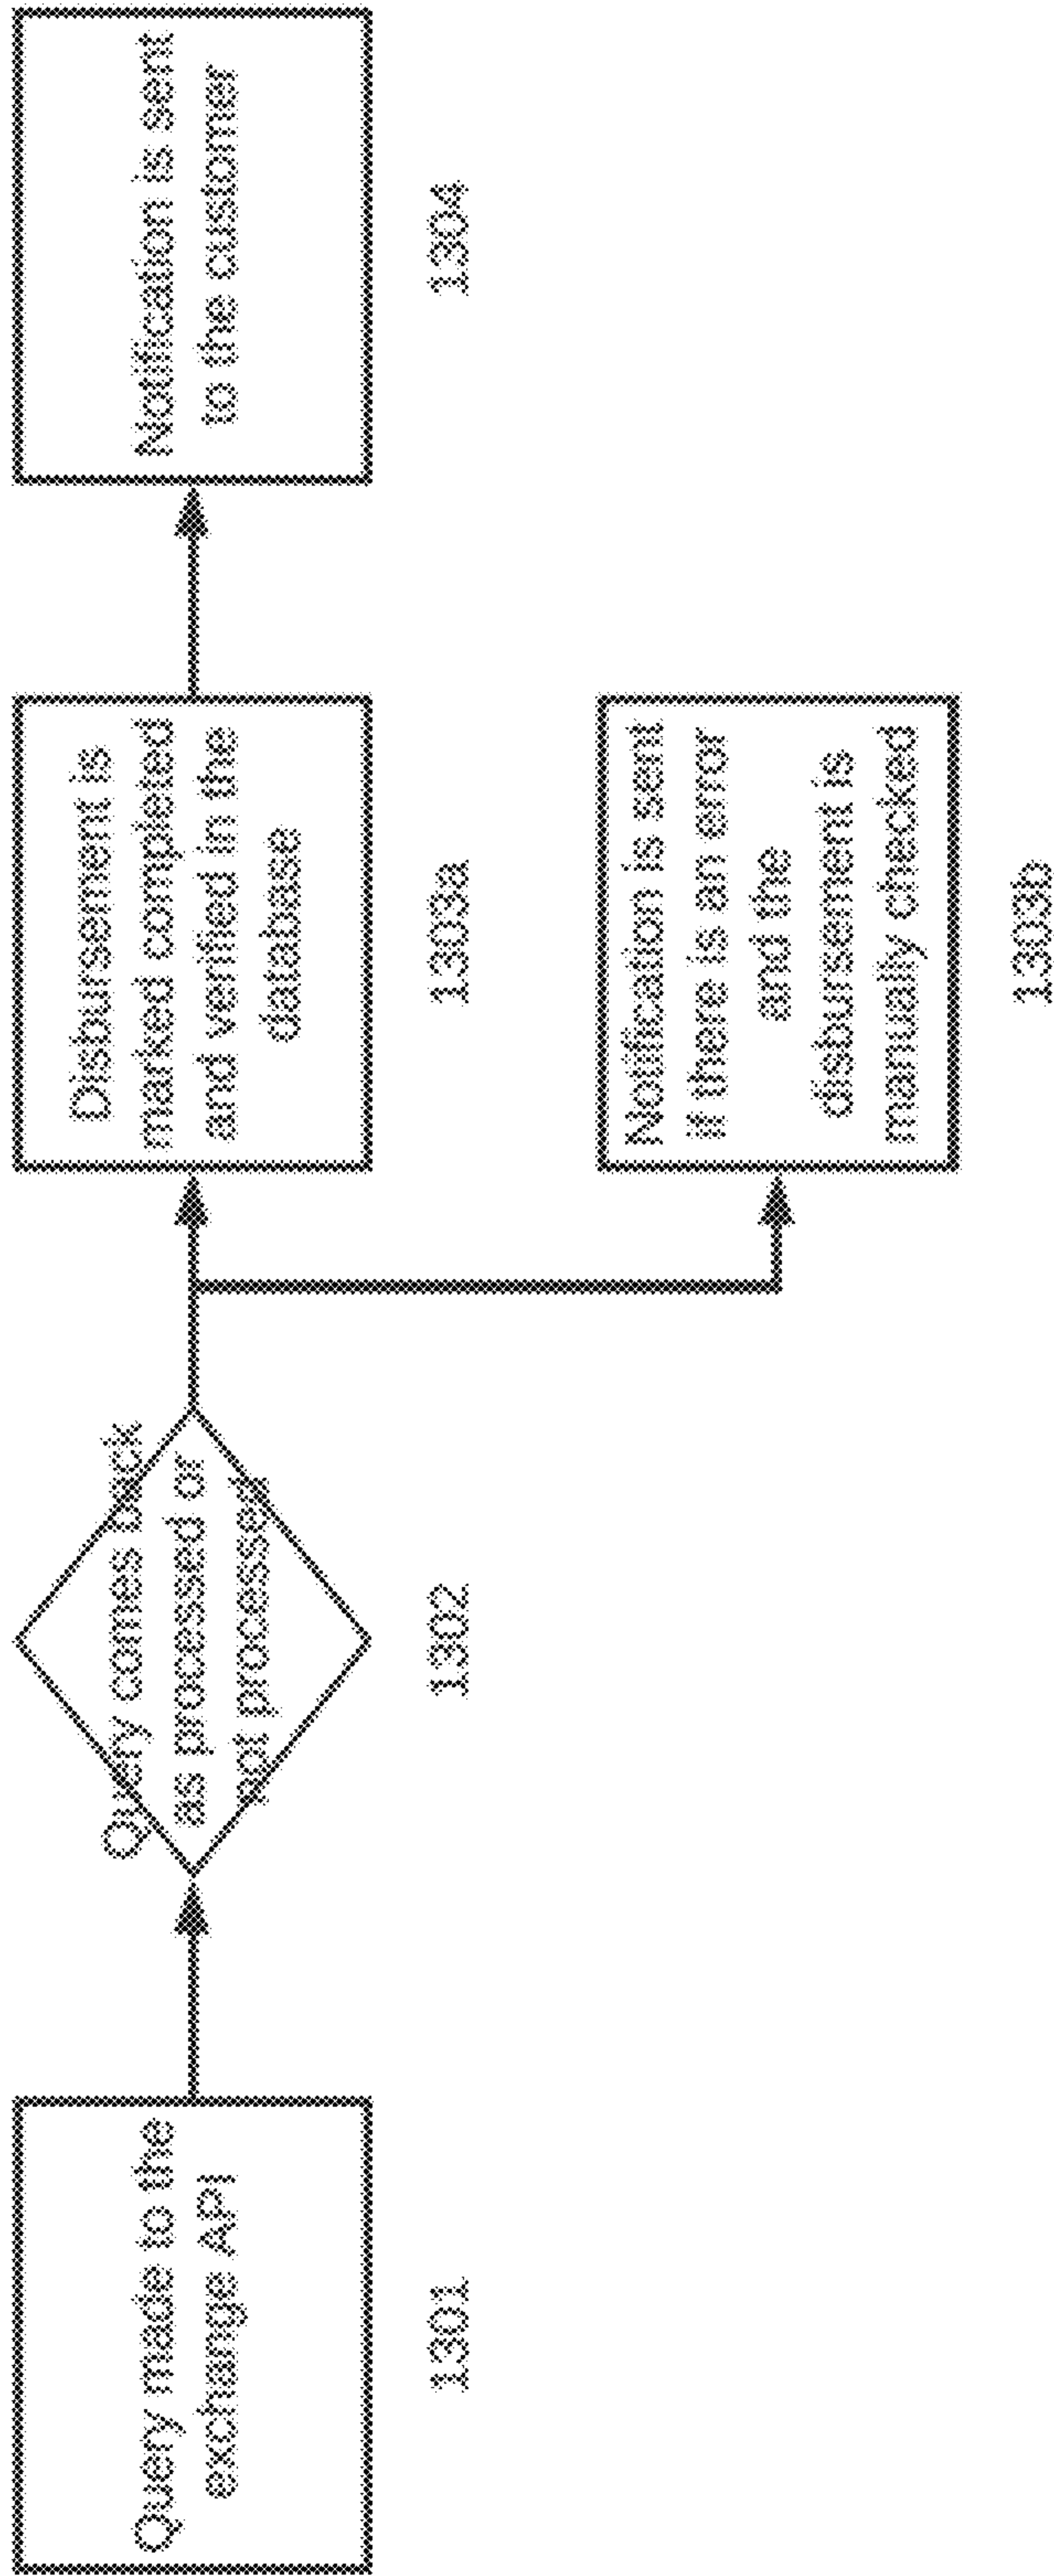 Query made to the
exchange API
1301
Query comes back
as processed or
not processed
1302
Disbursement is
marked completed
and verified in the
database
1303a
Notification is sent
if there is an error
and the
disbursement is
manually checked
1303b
Notification is sent
to the customer
1304